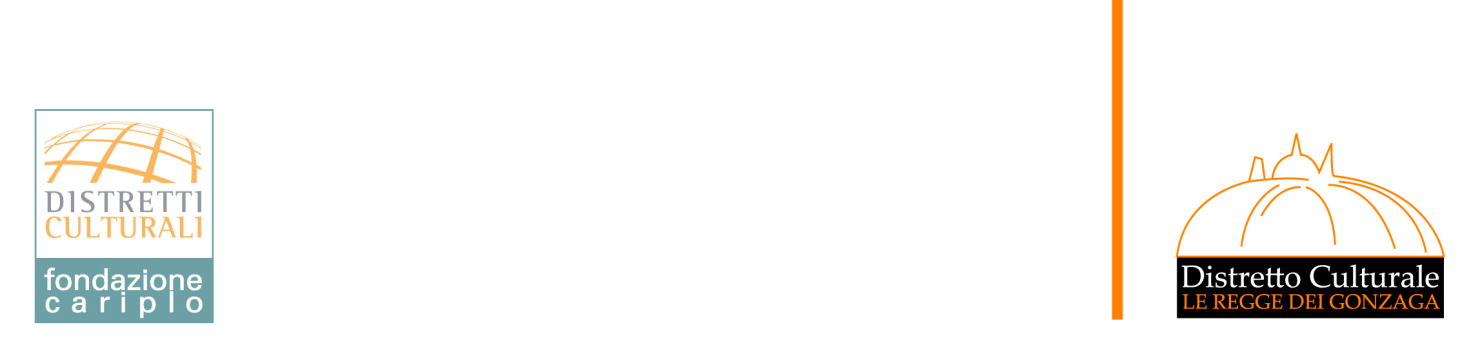 DISTRETTI
CULTURALI
fondazione
cariplo
Distretto Culturale
LE REGGE DEI GONZAGA